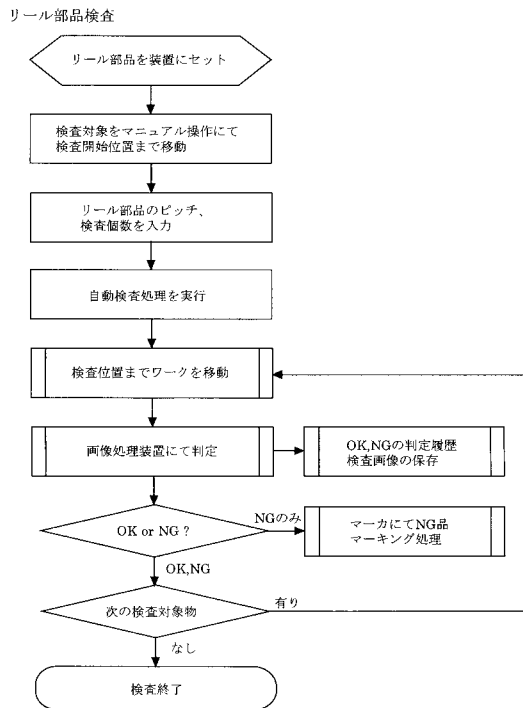 リール部品検査
リール部品を装置にセット
検査対象をマニュアル操作にて
検査開始位置まで移動
リール部品のピッチ、
検査個数を入力
自動検査処理を実行
検査位置までワークを移動
画像処理装置にて判定
OK,NGの判定履歴
検査画像の保存
OK or NG ?
NGのみ
マーカにてNG品
マーキング処理
OK,NG
次の検査対象物
有り
なし
検査終了